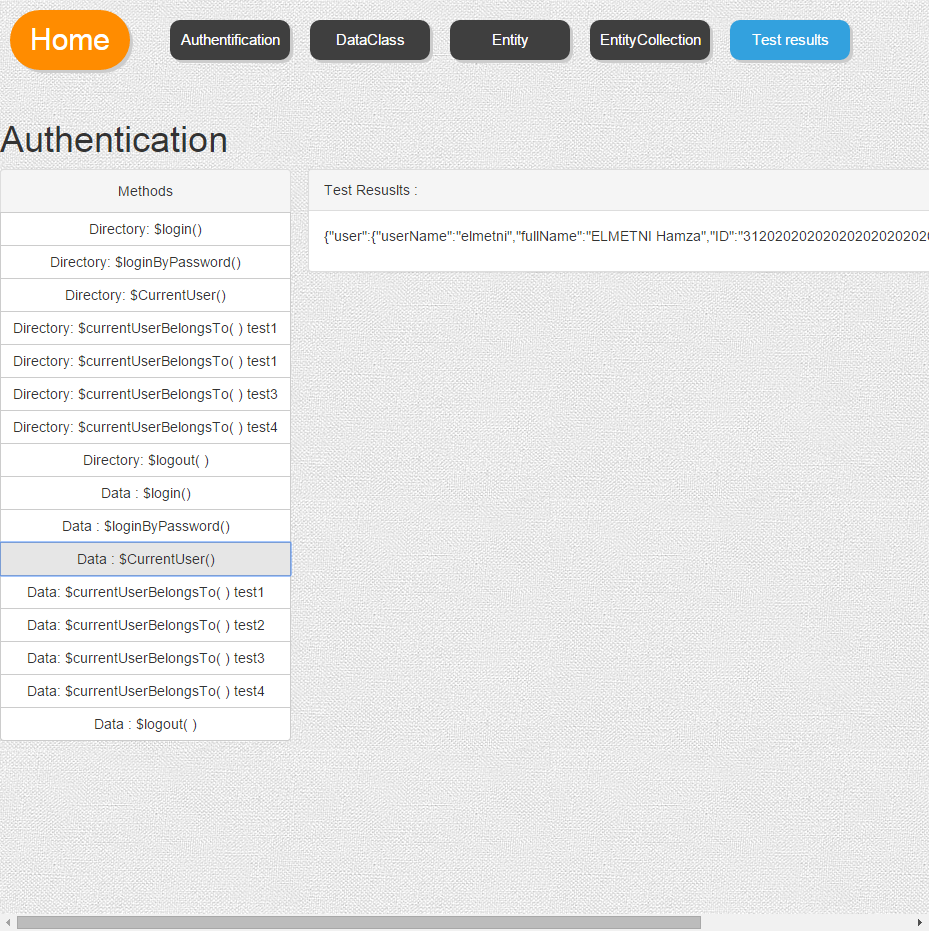 Home
Authentification
DataClass
Entity
EntityCollection
Test results
Authentication
Methods
Directory: $login()
Directory: $loginByPassword()
Directory: $CurrentUser()
Directory: $currentUserBelongsTo( ) test1
Directory: $currentUserBelongsTo( ) test1
Directory: $currentUserBelongsTo( ) test3
Directory: $currentUserBelongsTo( ) test4
Directory: $logout( )
Data : $login()
Data : $loginByPassword()
Data : $CurrentUser()
Data: $currentUserBelongsTo( ) test1
Data: $currentUserBelongsTo( ) test2
Data: $currentUserBelongsTo( ) test3
Data: $currentUserBelongsTo( ) test4
Data : $logout( )
Test Resuslts :
{"user":{"userName":"elmetni","fullName":"ELMETNI Hamza","ID":"312020202020202020202020